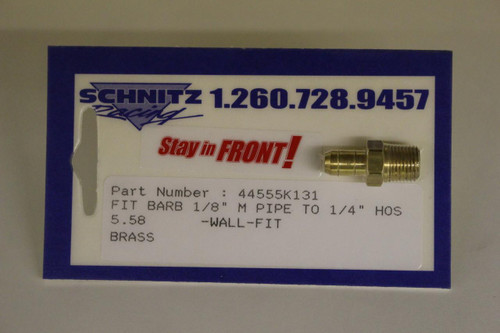 SCHNITZ 1.260.728.9457
Racing
Stay in FRONT!
Part Number : 44555K131
FIT BARB 1/8" M PIPE TO 1/4" HOS
5.58 -WALL-FIT
BRASS